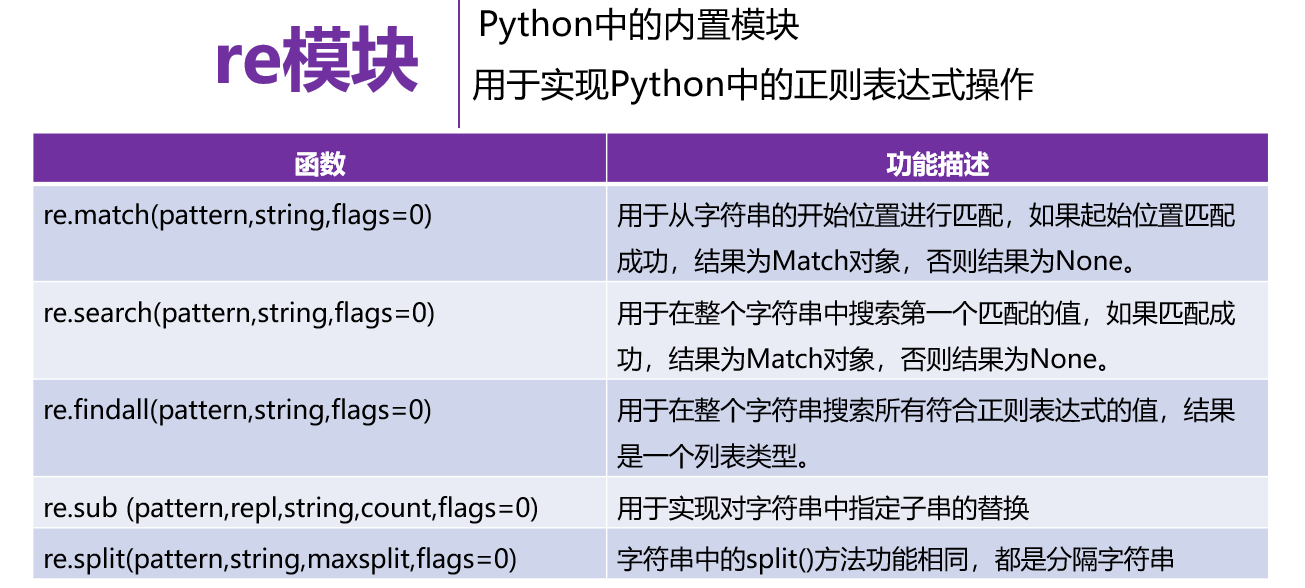 re模块
Python中的内置模块
用于实现Python中的正则表达式操作
函数
功能描述
re.match(pattern,string,flags=0)
用于从字符串的开始位置进行匹配，如果起始位置匹配
成功，结果为Match对象，否则结果为None。
re.search(pattern,string,flags=0)
用于在整个字符串中搜索第一个匹配的值，如果匹配成
功，结果为Match对象，否则结果为None。
re.findall(pattern,string,flags=0)
用于在整个字符串搜索所有符合正则表达式的值，结果
是一个列表类型。
re.sub (pattern,repl,string,count,flags=0)
用于实现对字符串中指定子串的替换
re.split(pattern,string,maxsplit,flags=0)
字符串中的split()方法功能相同，都是分隔字符串